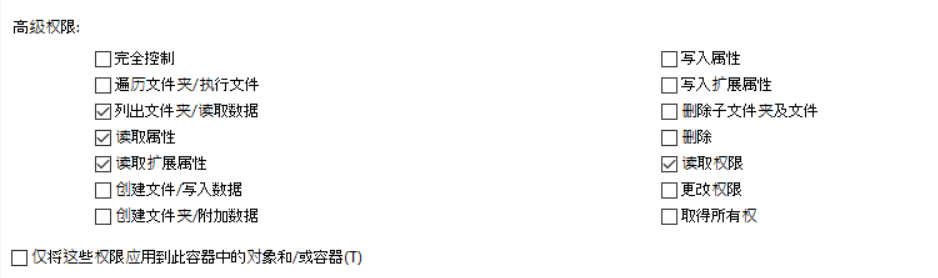 高级权限:
完全控制
遍历文件夹/执行文件
列出文件夹/读取数据
读取属性
读取扩展属性
创建文件/写入数据
创建文件夹/附加数据
写入属性
写入扩展属性
删除子文件夹及文件
删除
读取权限
更改权限
取得所有权
仅将这些权限应用到此容器中的对象和/或容器(T)